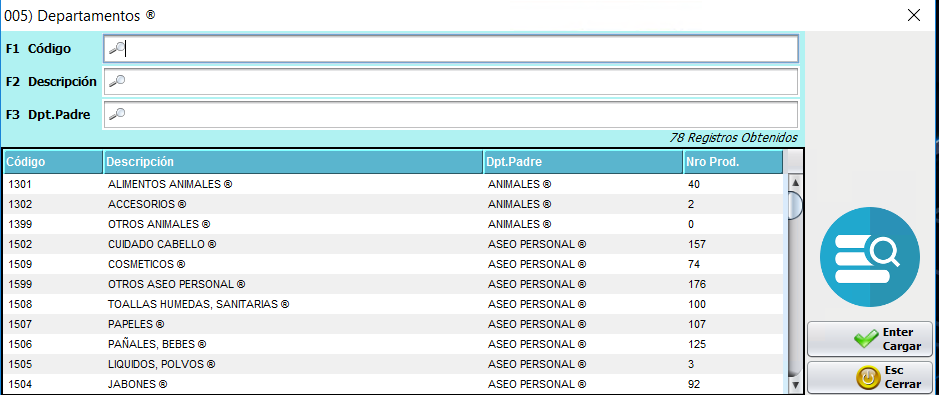 005) Departamentos ®
F1 Código
F2 Descripción
F3 Dpt.Padre
78 Registros Obtenidos
Código Descripción Dpt.Padre Nro Prod.
1301 ALIMENTOS ANIMALES ® ANIMALES ® 40
1302 ACCESORIOS ® ANIMALES ® 2
1399 OTROS ANIMALES ® ANIMALES ® 0
1502 CUIDADO CABELLO ® ASEO PERSONAL ® 157
1509 COSMETICOS ® ASEO PERSONAL ® 74
1599 OTROS ASEO PERSONAL ® ASEO PERSONAL ® 176
1508 TOALLAS HUMEDAS, SANITARIAS ® ASEO PERSONAL ® 100
1507 PAPELES ® ASEO PERSONAL ® 107
1506 PAÑALES, BEBES ® ASEO PERSONAL ® 125
1505 LIQUIDOS, POLVOS ® ASEO PERSONAL ® 3
1504 JABONES ® ASEO PERSONAL ® 92
Enter
Cargar
Esc
Cerrar